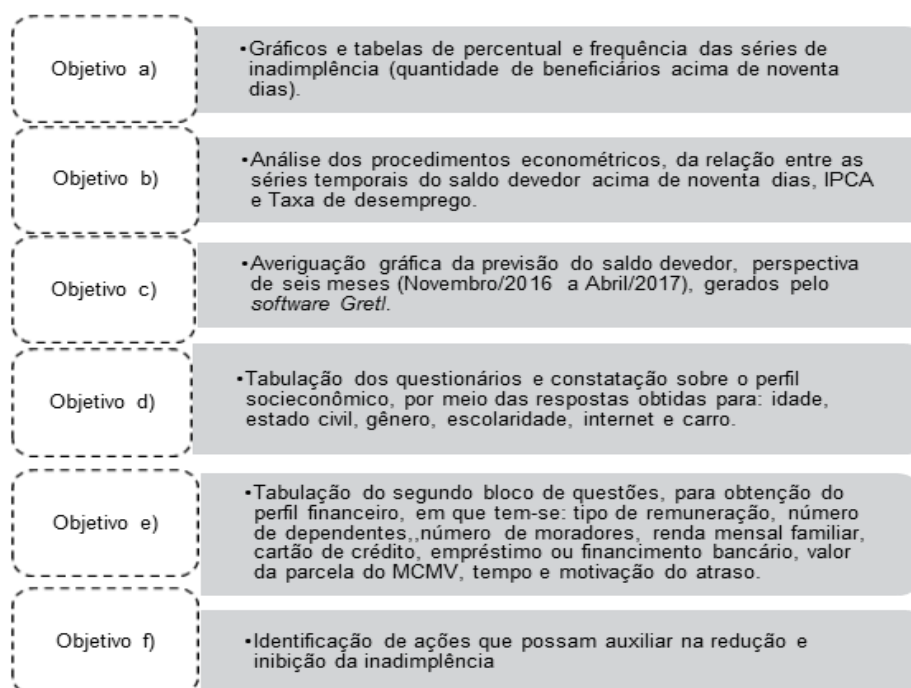 Objetivo a)
•Gráficos e tabelas de percentual e frequência das séries de
inadimplência (quantidade de beneficiários acima de noventa
dias).
Objetivo b)
•Análise dos procedimentos econométricos, da relação entre as
séries temporais do saldo devedor acima de noventa dias, IPCA
e Taxa de desemprego.
Objetivo c)
•Averiguação gráfica da previsão do saldo devedor, perspectiva
de seis meses (Novembro/2016 a Abril/2017), gerados pelo
software Gretl.
Objetivo d)
•Tabulação dos questionários e constatação sobre o perfil
socieconômico, por meio das respostas obtidas para: idade,
estado civil, gênero, escolaridade, internet e carro.
Objetivo e)
•Tabulação do segundo bloco de questões, para obtenção do
perfil financeiro, em que tem-se: tipo de remuneração, número
de dependentes,,número de moradores, renda mensal familiar,
cartão de crédito, empréstimo ou financimento bancário, valor
da parcela do MCMV, tempo e motivação do atraso.
Objetivo f)
•Identificação de ações que possam auxiliar na redução e
inibição da inadimplência